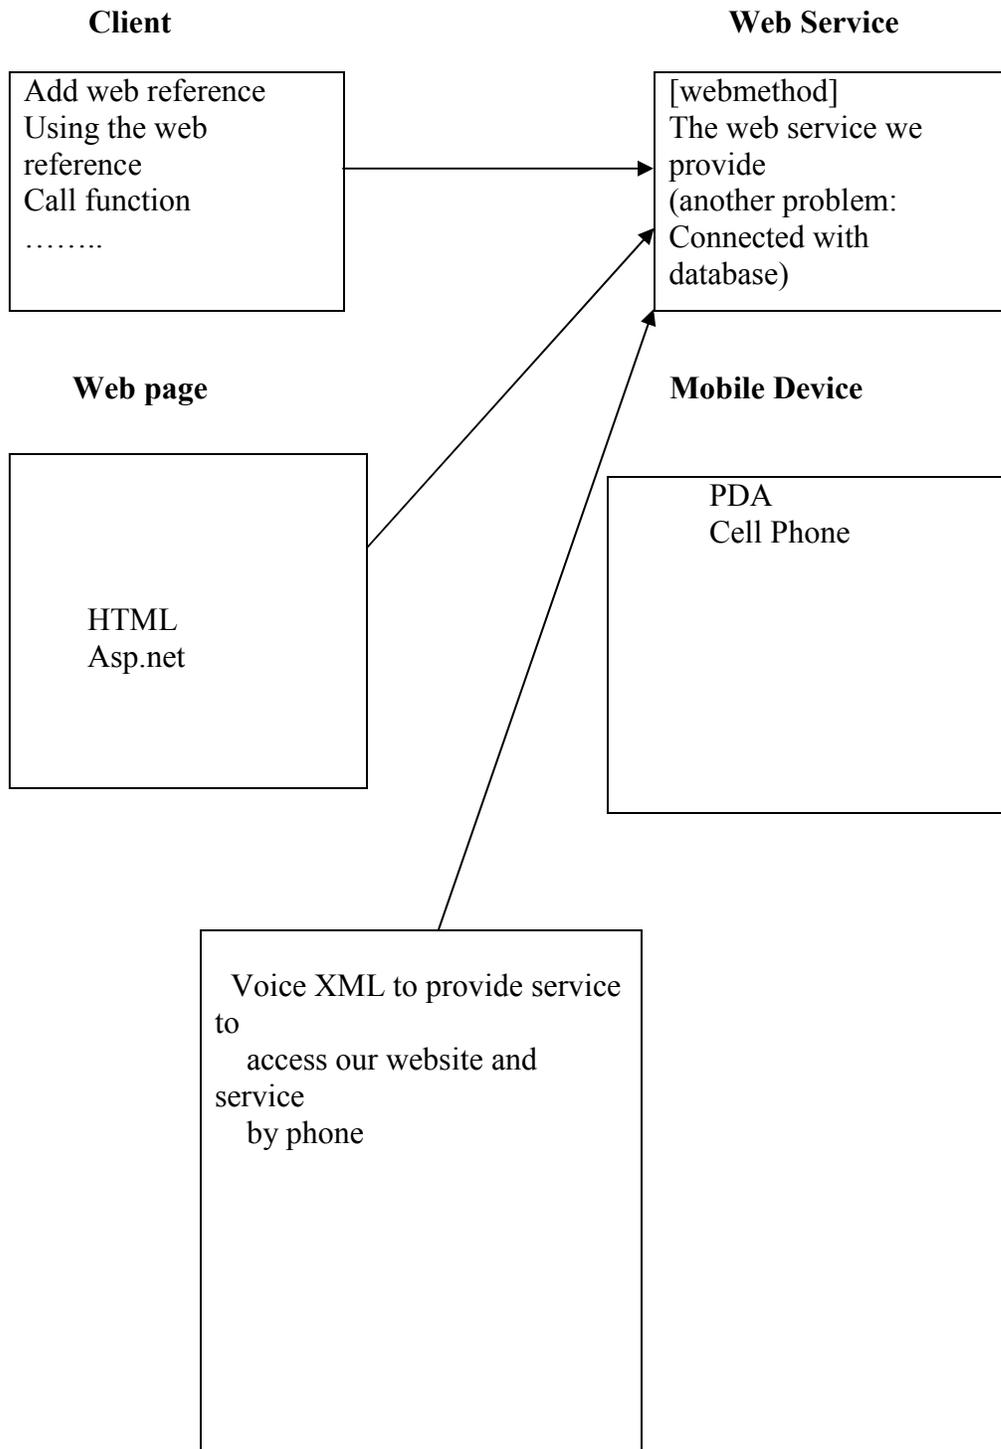 Client
Web Service
Add web reference
Using the web
reference
Call function
……..
[webmethod]
The web service we
provide
(another problem:
Connected with
database)
Web page
Mobile Device
HTML
Asp.net
PDA
Cell Phone
Voice XML to provide service
to
access our website and
service
by phone